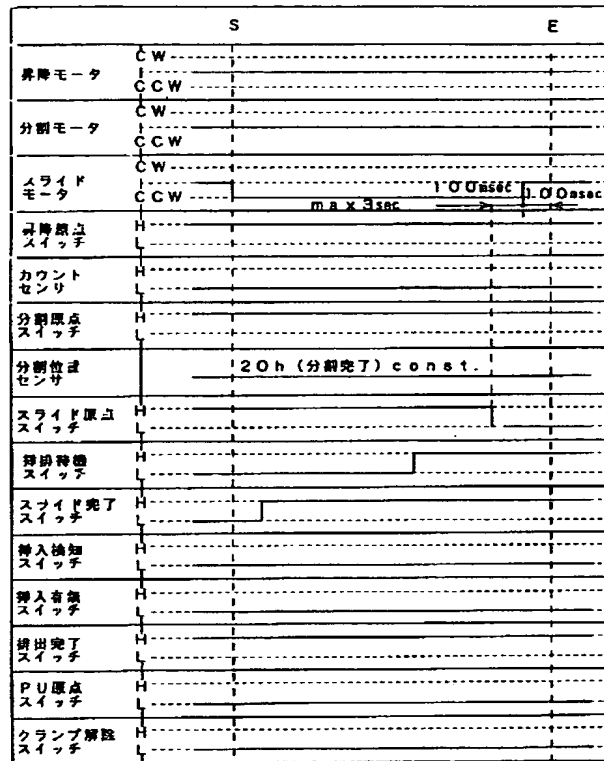 S E
昇降モータ
CW
CCW
分割モータ
CW
CCW
スライド
モータ
CW
CCW
100msec
100msec
max3sec
昇降原点
スイッチ
H
L
カウント
センサ
H
L
分割原点
スイッチ
H
L
分割位置
センサ
20h(分割完了)const.
スライド原点
スイッチ
H
L
挿排待機
スイッチ
H
L
スライド完了
スイッチ
H
L
挿入検知
スイッチ
H
L
挿入有無
スイッチ
H
L
排出完了
スイッチ
H
L
PU原点
スイッチ
H
L
クランプ解除
スイッチ
H
L